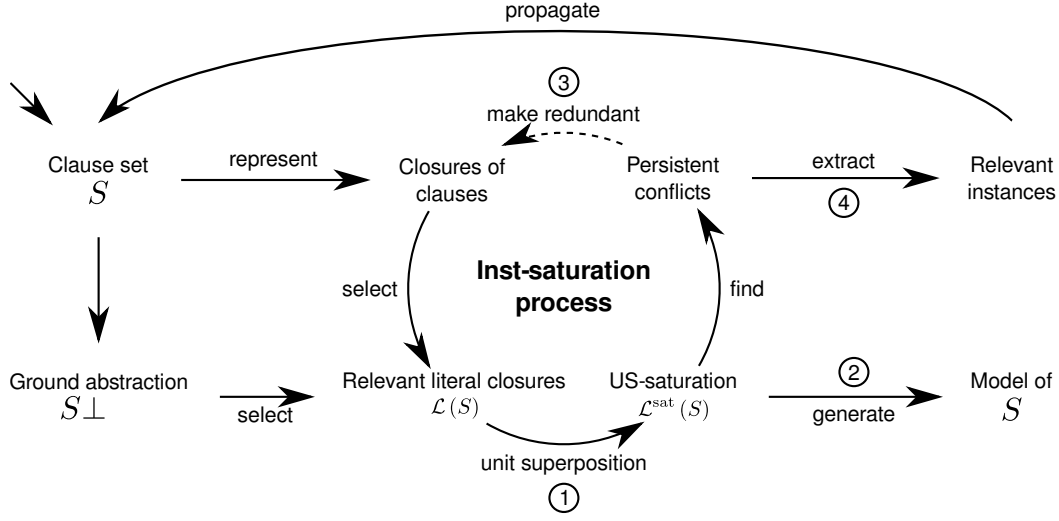 propagate
③
make redundant
Clause set
S
represent
Closures of
clauses
Persistent
conflicts
extract
④
Relevant
instances
select
Inst-saturation
process
find
Ground abstraction
S⊥
select
Relevant literal closures
𝓛(S)
US-saturation
𝓛ˢᵃᵗ(S)
②
generate
Model of
S
unit superposition
①